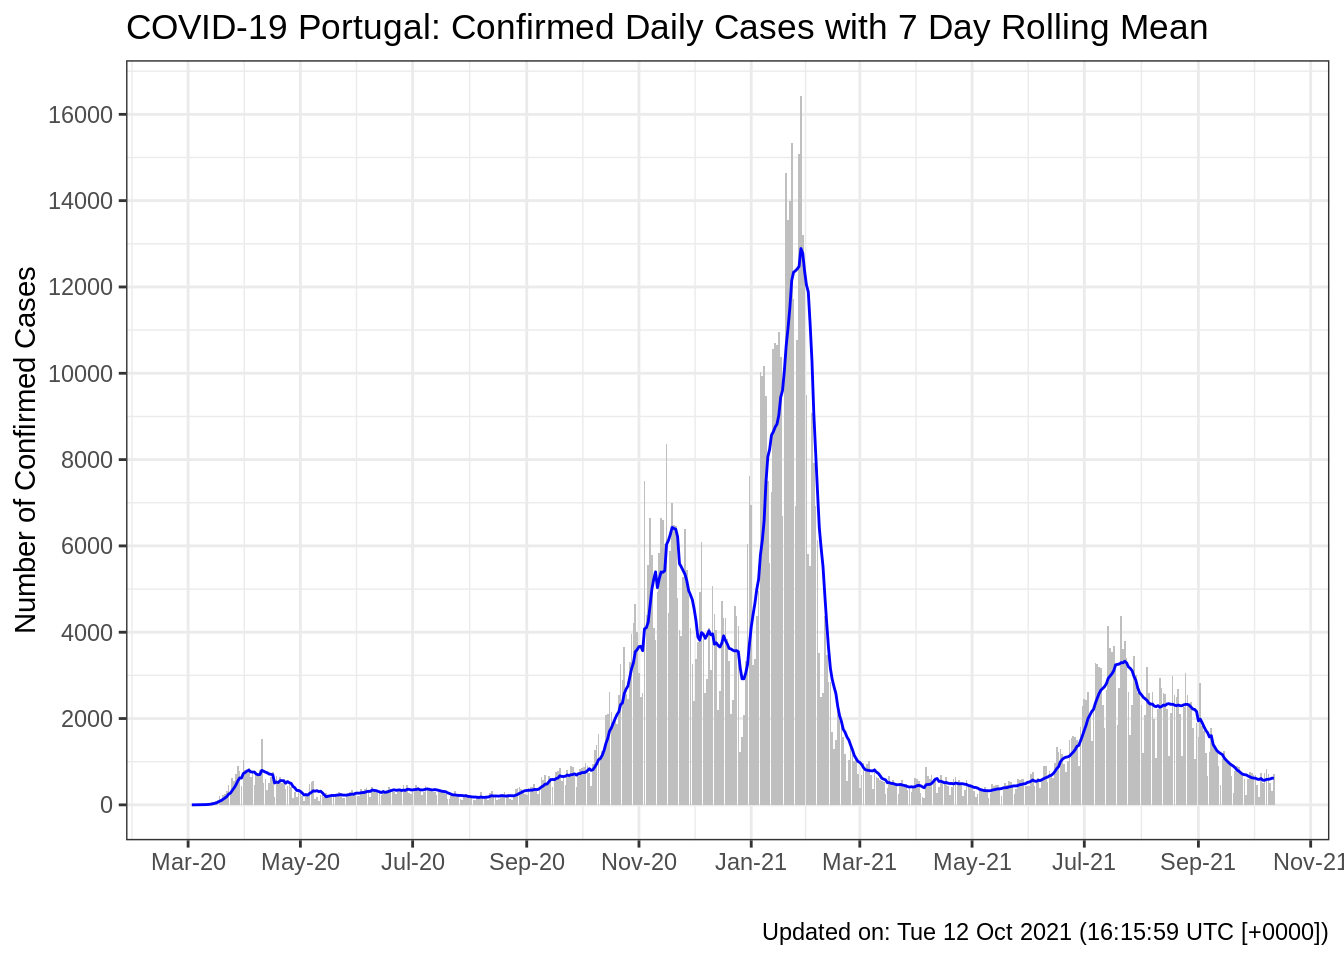 COVID-19 Portugal: Confirmed Daily Cases with 7 Day Rolling Mean
Number of Confirmed Cases
16000
14000
12000
10000
8000
6000
4000
2000
0
Mar-20 May-20 Jul-20 Sep-20 Nov-20 Jan-21 Mar-21 May-21 Jul-21 Sep-21 Nov-21
Updated on: Tue 12 Oct 2021 (16:15:59 UTC [+0000])